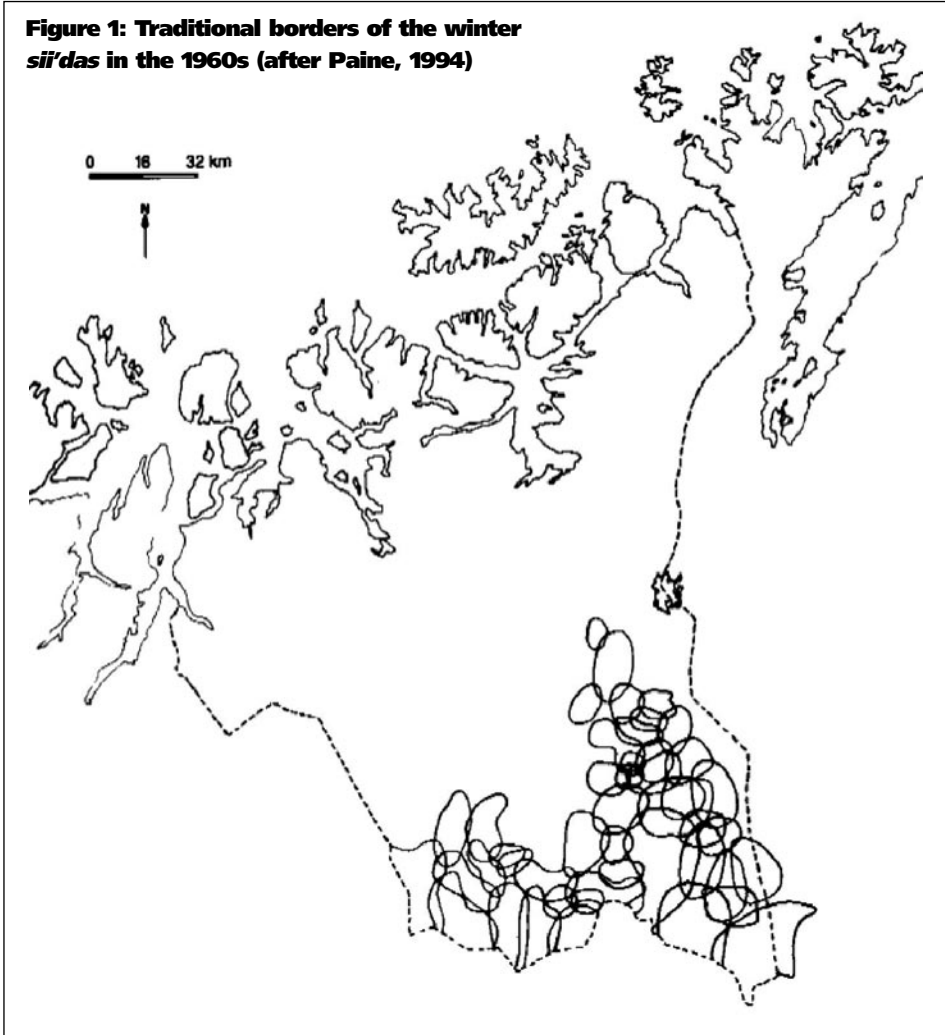 Figure 1: Traditional borders of the winter
sii'das in the 1960s (after Paine, 1994)
0 16 32 km
N